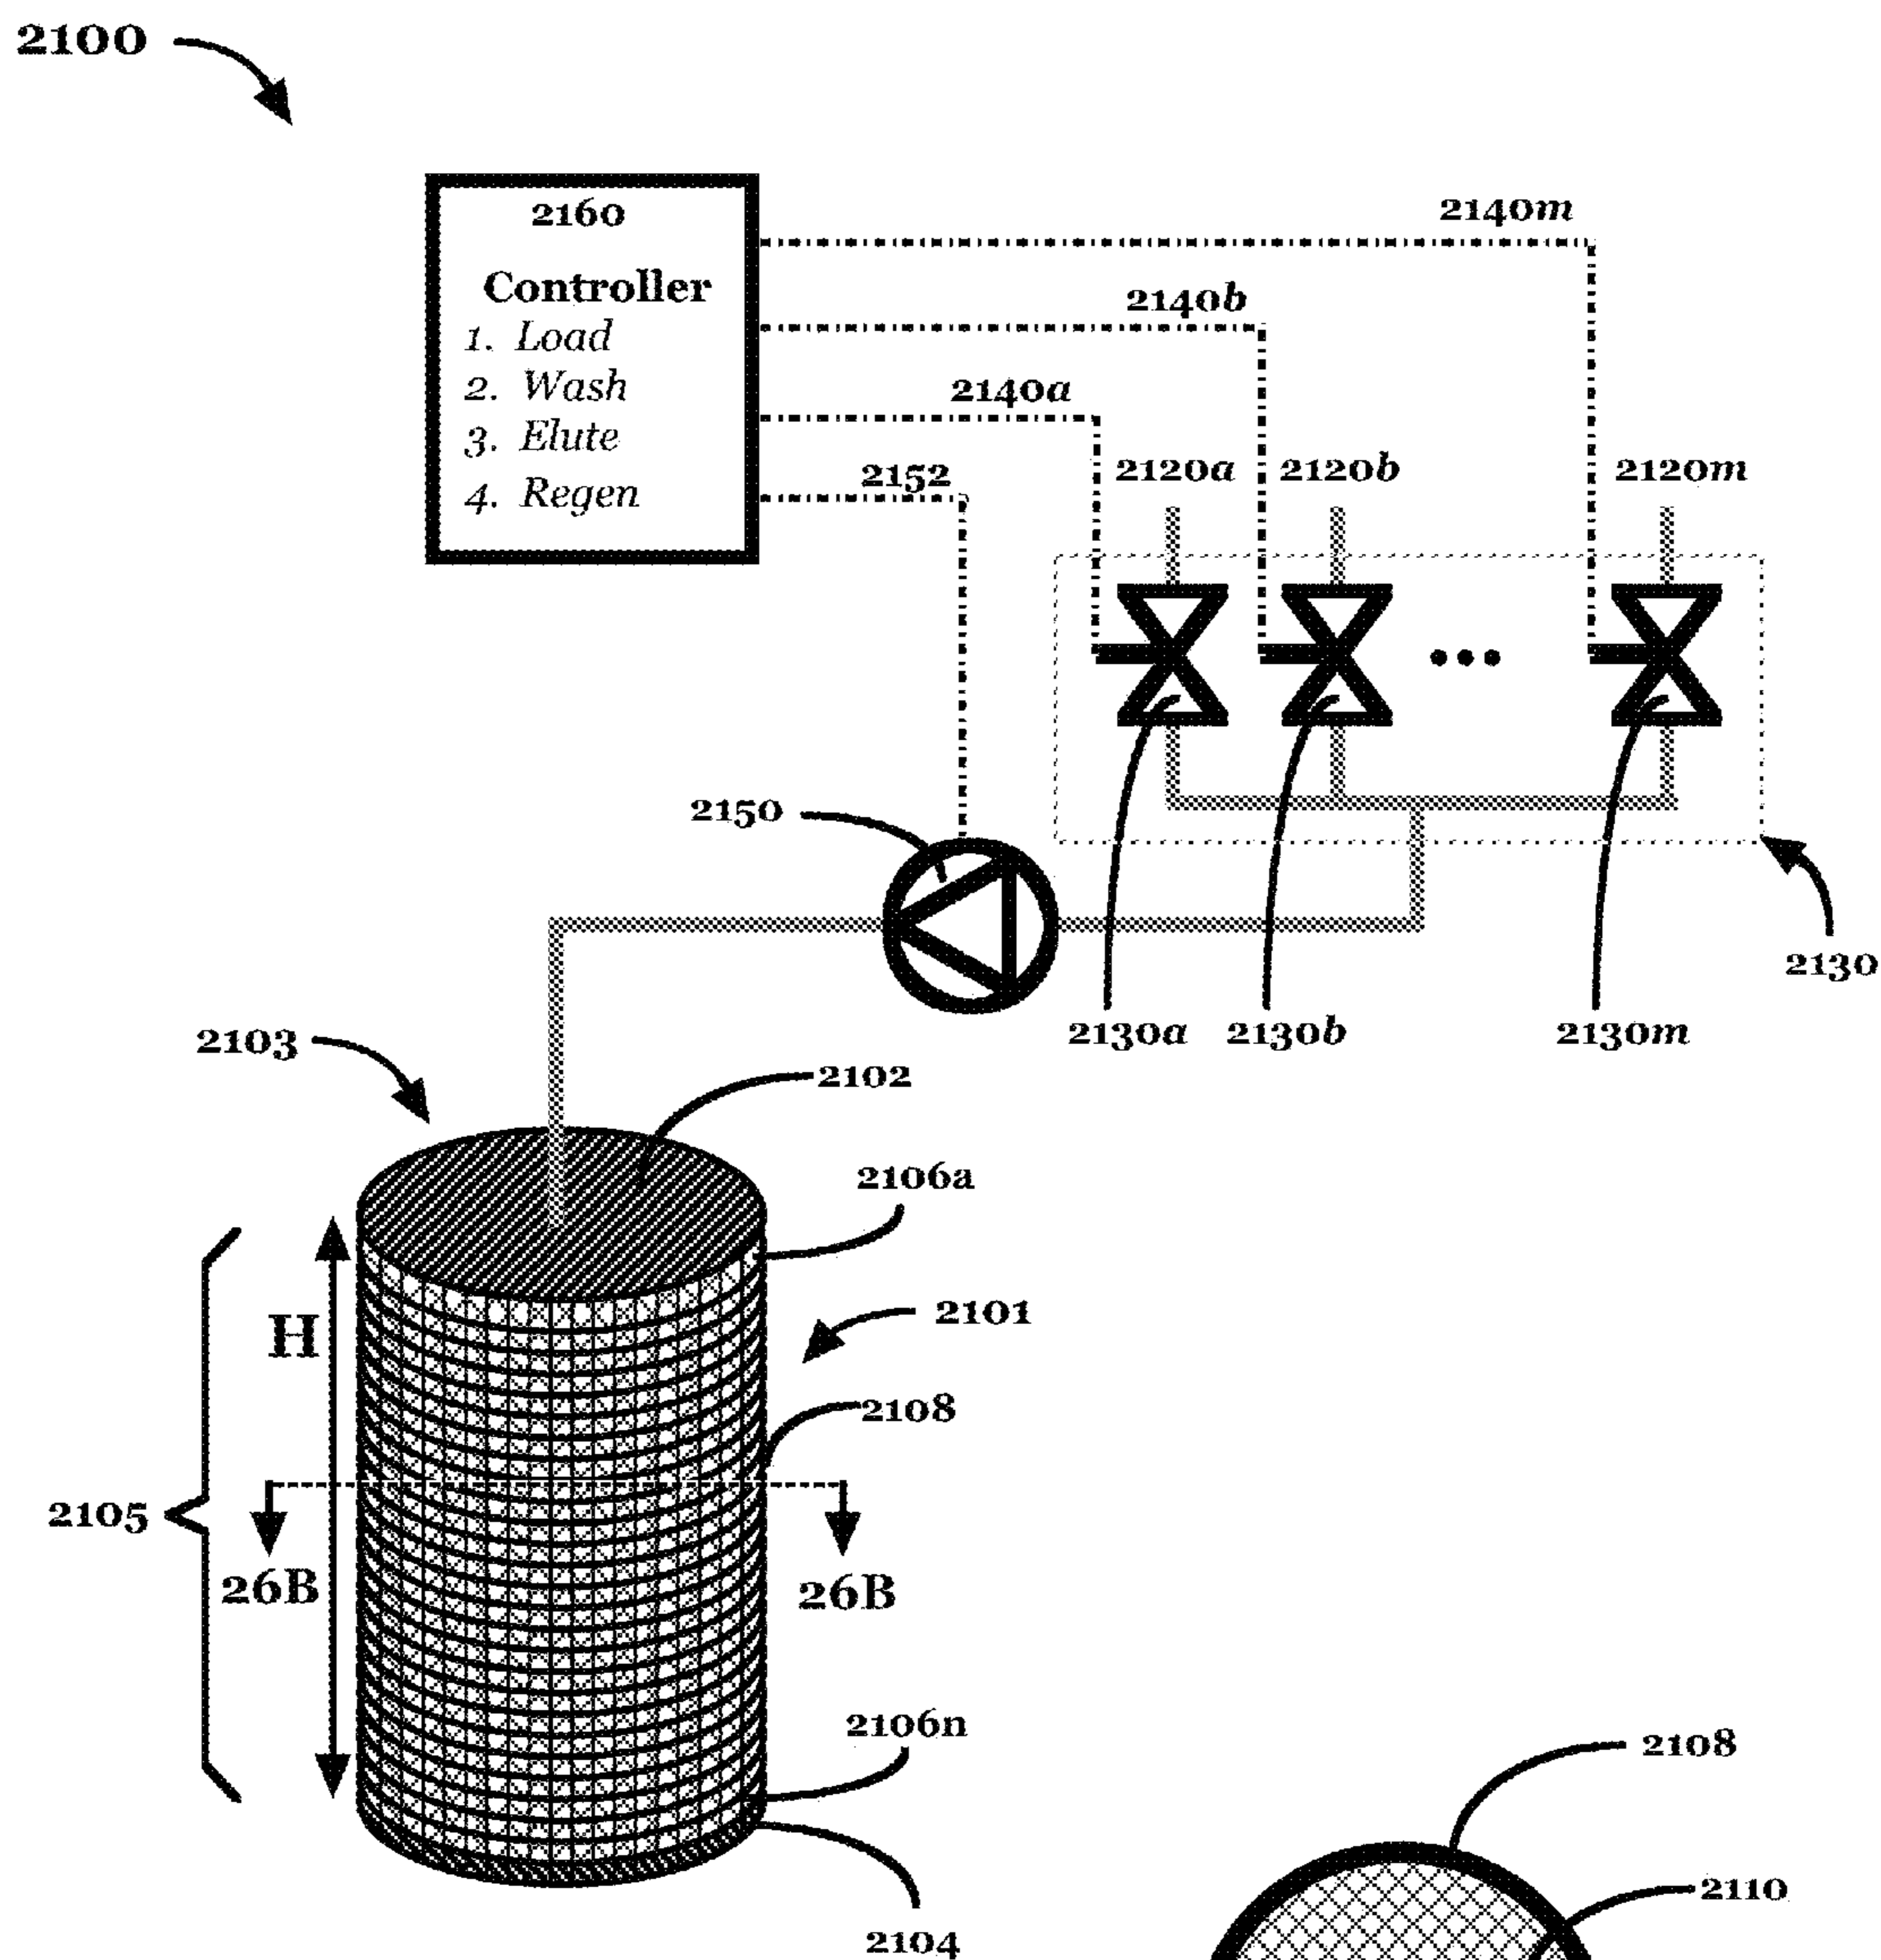 2100
2160
Controller
1. Load
2. Wash
3. Elute
4. Regen
2140m
2140b
2140a
2152
2120a 2120b 2120m
2150
2130
2130a 2130b 2130m
2103
2102
2106a
H
2101
2108
2105
26B 26B
2106n
2108
2110
2104